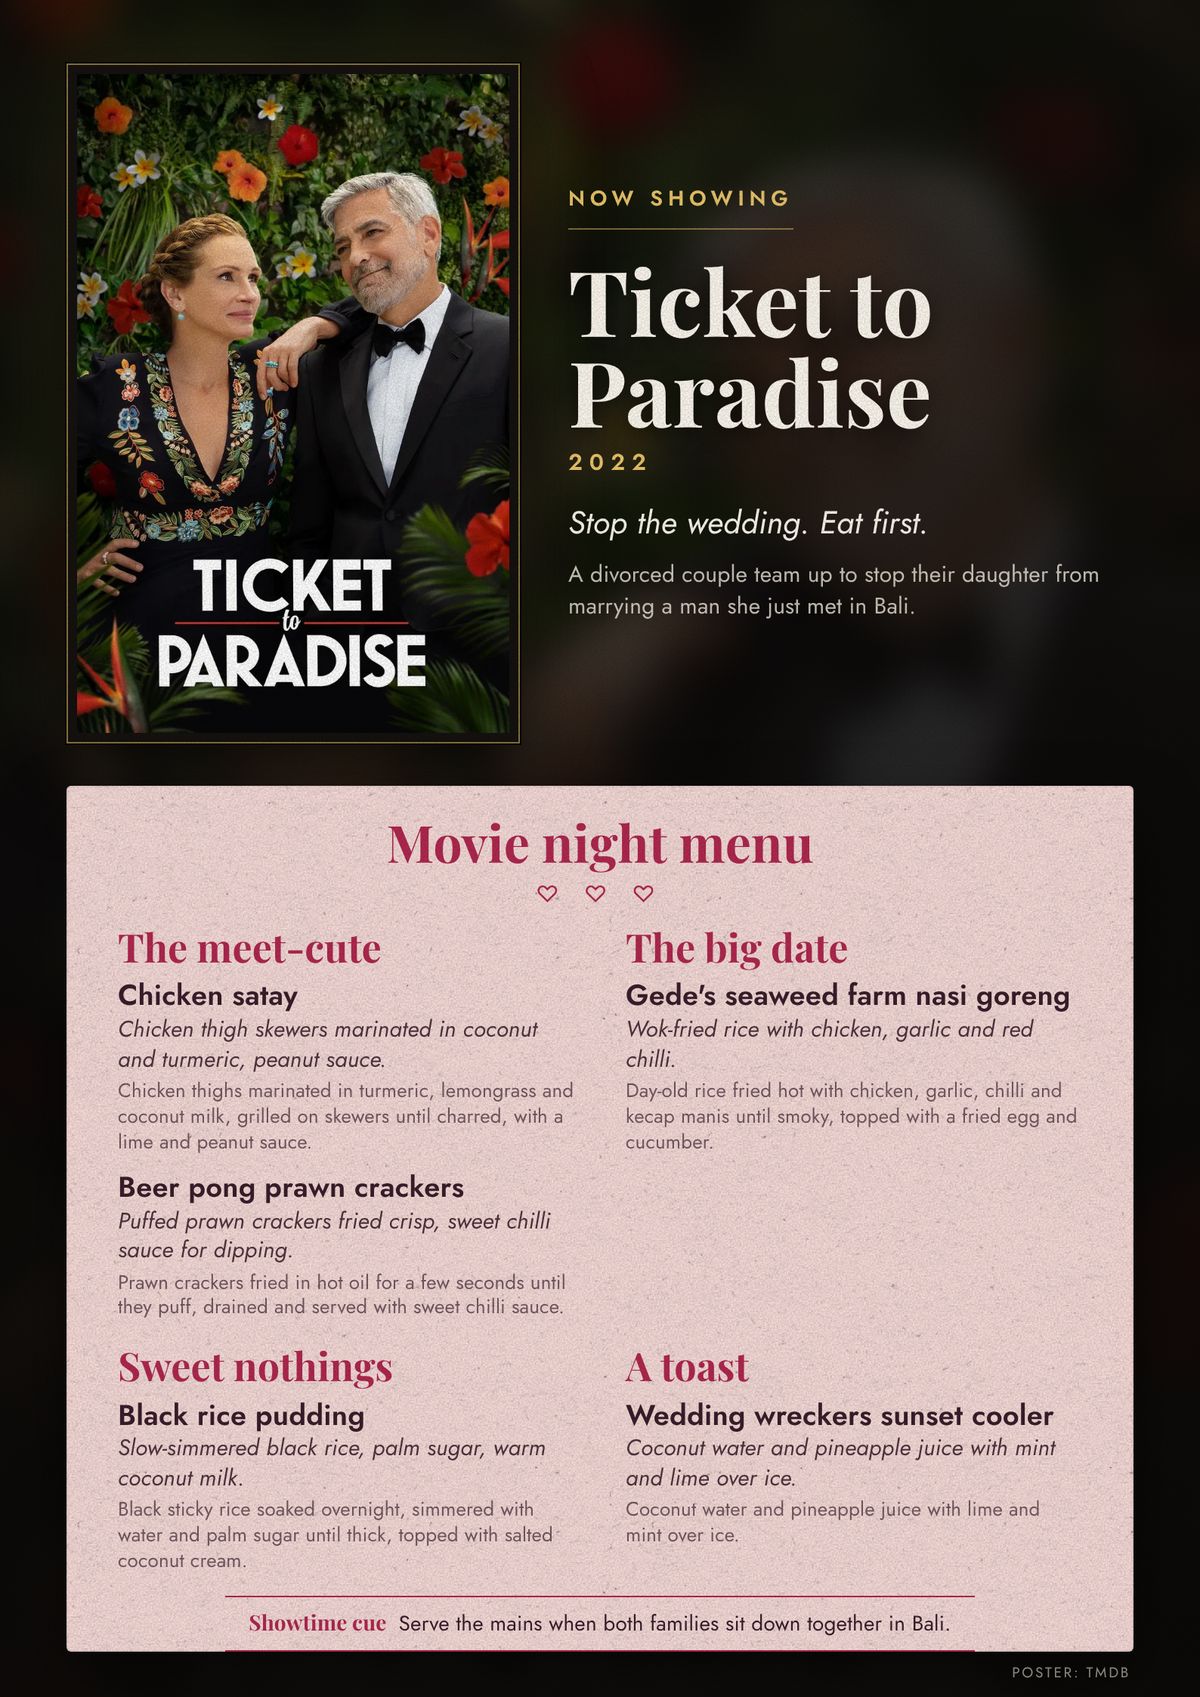 TICKET
to
PARADISE
NOW SHOWING
Ticket to
Paradise
2022
Stop the wedding. Eat first.
A divorced couple team up to stop their daughter from
marrying a man she just met in Bali.
Movie night menu
The meet-cute
Chicken satay
Chicken thigh skewers marinated in coconut
and turmeric, peanut sauce.
Chicken thighs marinated in turmeric, lemongrass and
coconut milk, grilled on skewers until charred, with a
lime and peanut sauce.
Beer pong prawn crackers
Puffed prawn crackers fried crisp, sweet chilli
sauce for dipping.
Prawn crackers fried in hot oil for a few seconds until
they puff, drained and served with sweet chilli sauce.
The big date
Gede's seaweed farm nasi goreng
Wok-fried rice with chicken, garlic and red
chilli.
Day-old rice fried hot with chicken, garlic, chilli and
kecap manis until smoky, topped with a fried egg and
cucumber.
Sweet nothings
Black rice pudding
Slow-simmered black rice, palm sugar, warm
coconut milk.
Black sticky rice soaked overnight, simmered with
water and palm sugar until thick, topped with salted
coconut cream.
A toast
Wedding wreckers sunset cooler
Coconut water and pineapple juice with mint
and lime over ice.
Coconut water and pineapple juice with lime and
mint over ice.
Showtime cue Serve the mains when both families sit down together in Bali.
POSTER: TMDB